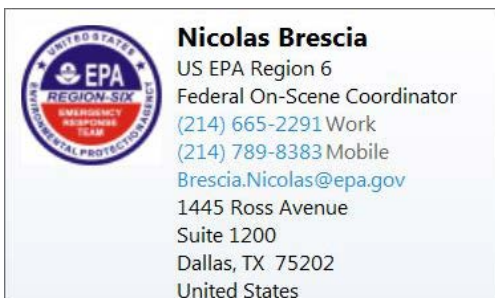 UNITED STATES
ENVIRONMENTAL PROTECTION AGENCY
EPA
REGION-SIX
EMERGENCY
RESPONSE
TEAM
Nicolas Brescia
US EPA Region 6
Federal On-Scene Coordinator
(214) 665-2291 Work
(214) 789-8383 Mobile
Brescia.Nicolas@epa.gov
1445 Ross Avenue
Suite 1200
Dallas, TX 75202
United States